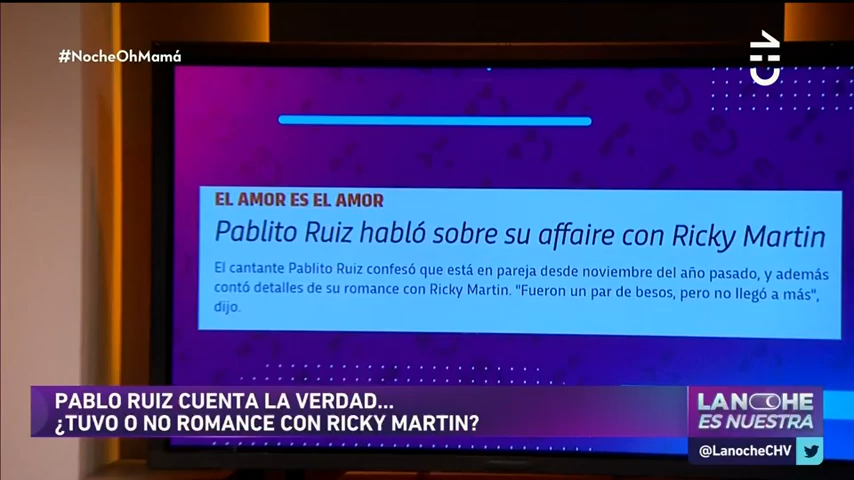 #NocheOhMamá
CHV
EL AMOR ES EL AMOR
Pablito Ruiz habló sobre su affaire con Ricky Martin
El cantante Pablito Ruiz confesó que está en pareja desde noviembre del año pasado, y además
contó detalles de su romance con Ricky Martin. "Fueron un par de besos, pero no llegó a más",
dijo.
PABLO RUIZ CUENTA LA VERDAD...
¿TUVO O NO ROMANCE CON RICKY MARTIN?
LA NOCHE
ES NUESTRA
@LanocheCHV